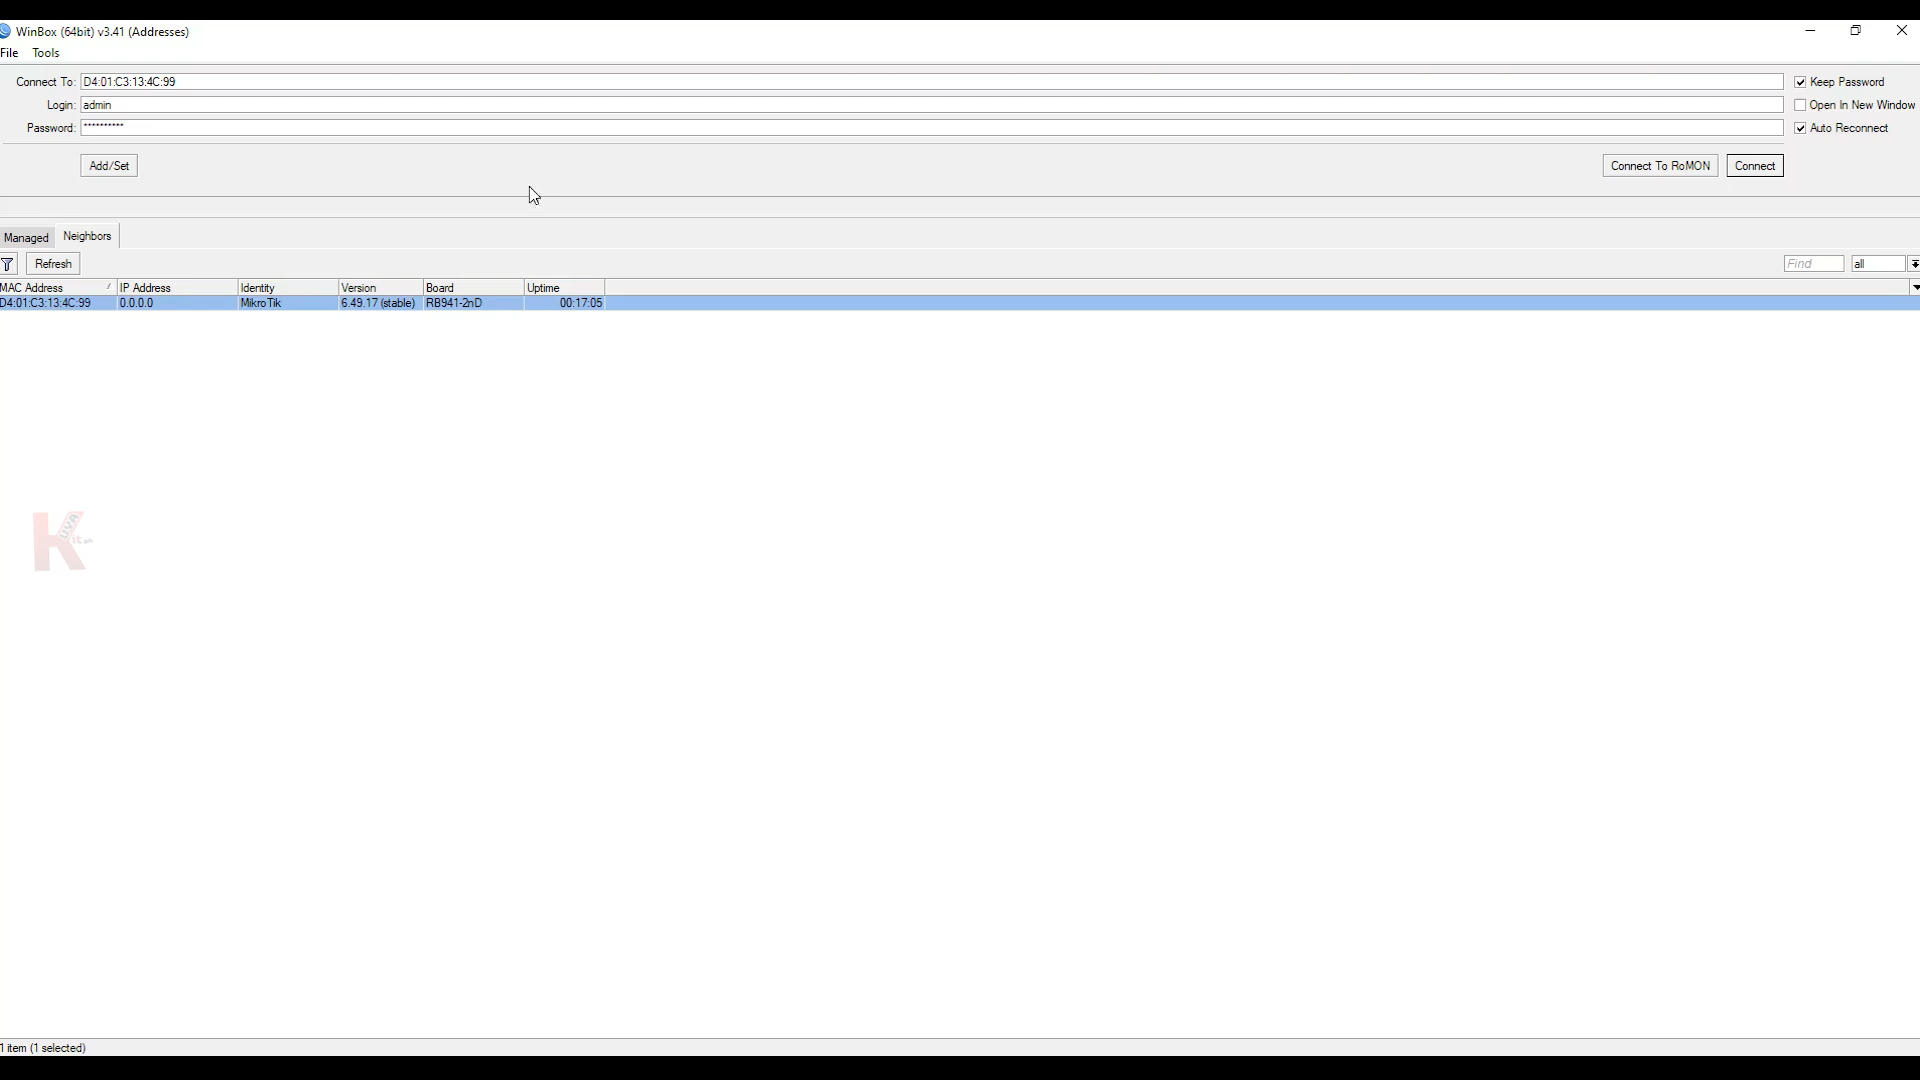 WinBox (64bit) v3.41 (Addresses)
File Tools
Connect To: D4:01:C3:13:4C:99 Keep Password
Login: admin Open In New Window
Password: ********** Auto Reconnect
Add/Set Connect To RoMON Connect
Managed Neighbors
Refresh Find all
MAC Address IP Address Identity Version Board Uptime
D4:01:C3:13:4C:99 0.0.0.0 MikroTik 6.49.17 (stable) RB941-2nD 00:17:05
K UYA it.ph
1 item (1 selected)